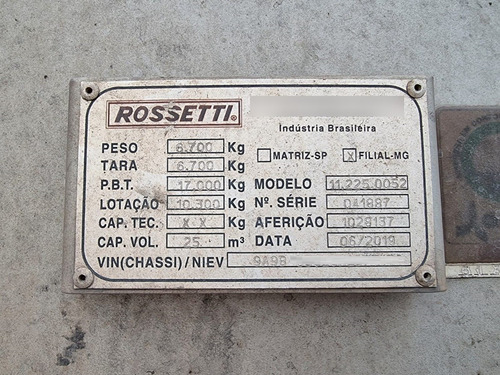 ROSSETTI®
Indústria Brasileira
PESO 6.700 Kg MATRIZ-SP X FILIAL-MG
TARA 6.700 Kg
P.B.T. 17.000 Kg MODELO 11.225.0052
LOTAÇÃO 10.300 Kg Nº. SÉRIE 0A1887
CAP. TEC. X X Kg AFERIÇÃO 1028137
CAP. VOL. 25 m³ DATA 06/2019
VIN(CHASSI)/NIEV 9A9B